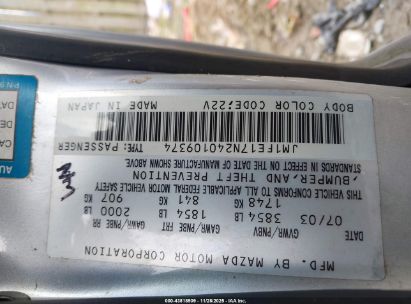 MFD. BY MAZDA MOTOR CORPORATION
GVWR/PNBV GAWR/PNBE FRT GAWR/PNBE RR
07/03 3854 LB 1854 LB 2000 LB
1748 KG 841 KG 907 KG
THIS VEHICLE CONFORMS TO ALL APPLICABLE FEDERAL MOTOR VEHICLE SAFETY
, BUMPER, AND THEFT PREVENTION
STANDARDS IN EFFECT ON THE DATE OF MANUFACTURE SHOWN ABOVE
JM1FE17N240109374 TYPE: PASSENGER
BODY COLOR CODE:22V MADE IN JAPAN